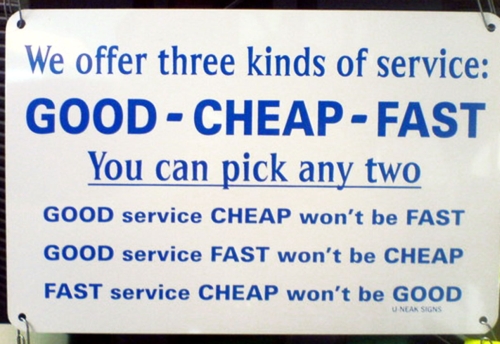 We offer three kinds of service:
GOOD - CHEAP - FAST
You can pick any two
GOOD service CHEAP won't be FAST
GOOD service FAST won't be CHEAP
FAST service CHEAP won't be GOOD
U-NEAK SIGNS